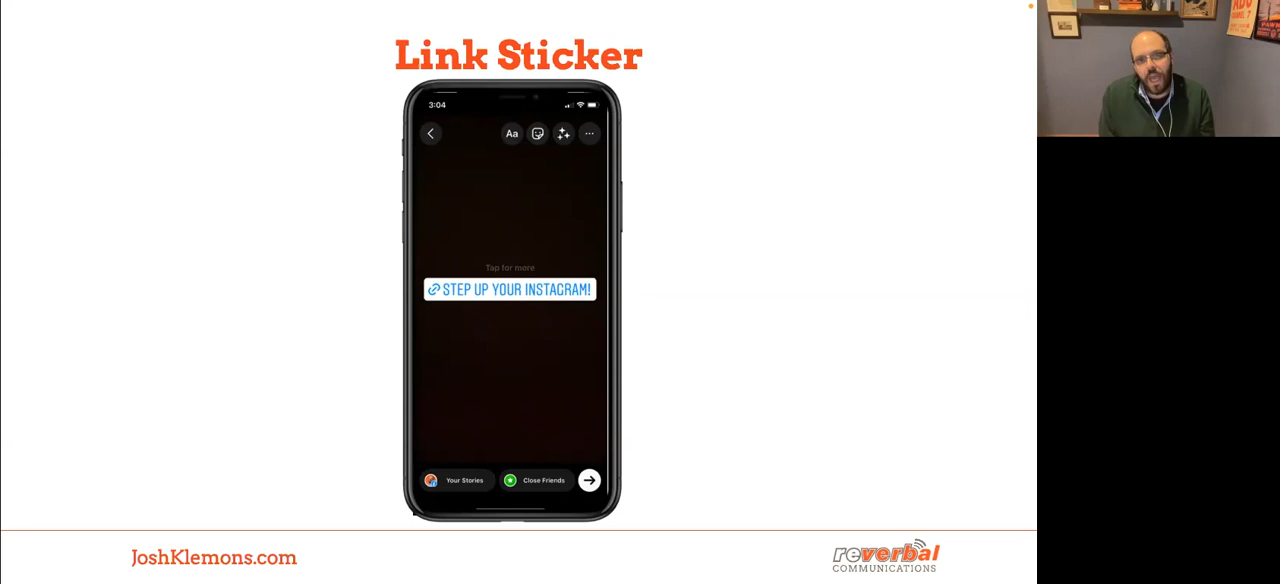 Link Sticker
3:04
Aa
Tap for more
STEP UP YOUR INSTAGRAM!
Your Stories
Close Friends
JoshKlemons.com
reverbal
COMMUNICATIONS